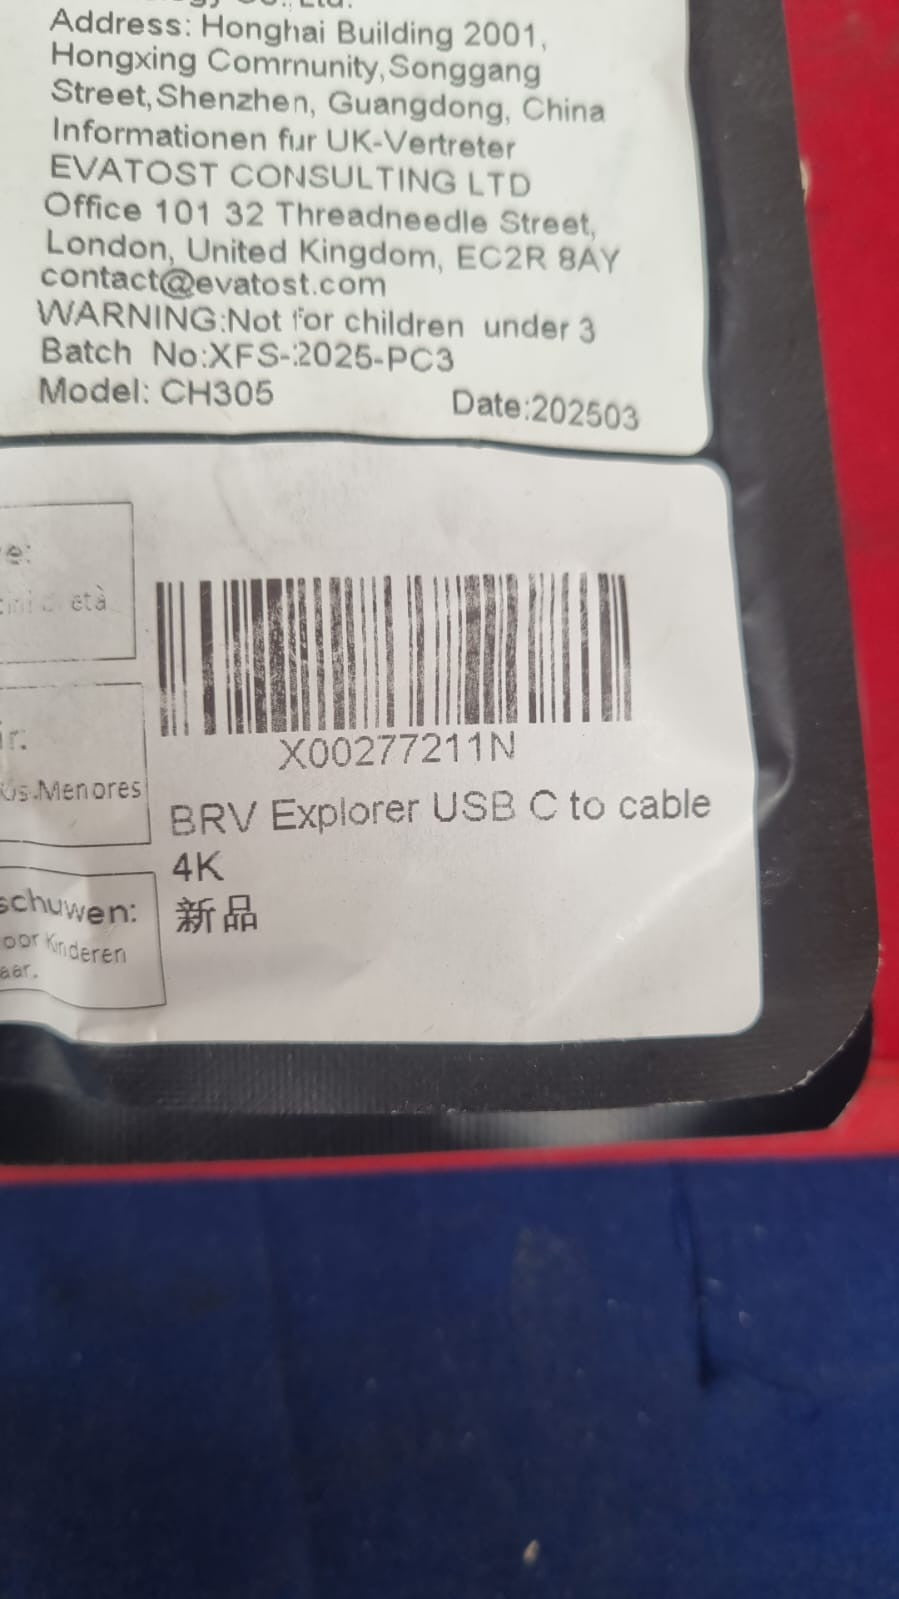 Address: Honghai Building 2001,
Hongxing Comrnunity,Songgang
Street,Shenzhen, Guangdong, China
Informationen fur UK-Vertreter
EVATOST CONSULTING LTD
Office 101 32 Threadneedle Street,
London, United Kingdom, EC2R 8AY
contact@evatost.com
WARNING:Not for children under 3
Batch No:XFS-2025-PC3
Model: CH305 Date:202503
età
Menores
schuwen:
Kinderen
X00277211N
BRV Explorer USB C to cable
4K
新品